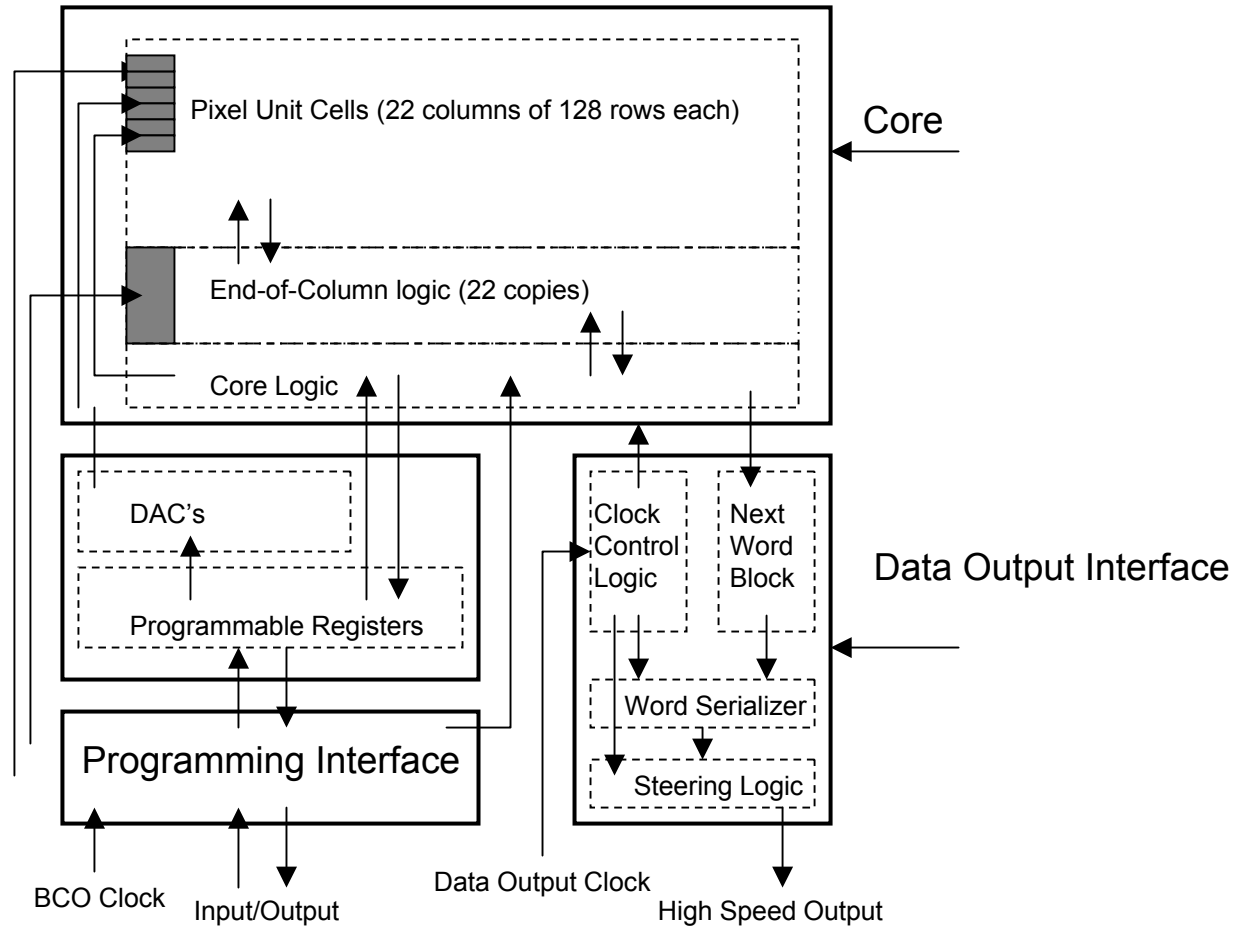 Pixel Unit Cells (22 columns of 128 rows each)
Core
End-of-Column logic (22 copies)
Core Logic
DAC’s
Programmable Registers
Clock
Control
Logic
Next
Word
Block
Data Output Interface
Word Serializer
Steering Logic
Programming Interface
BCO Clock
Input/Output
Data Output Clock
High Speed Output